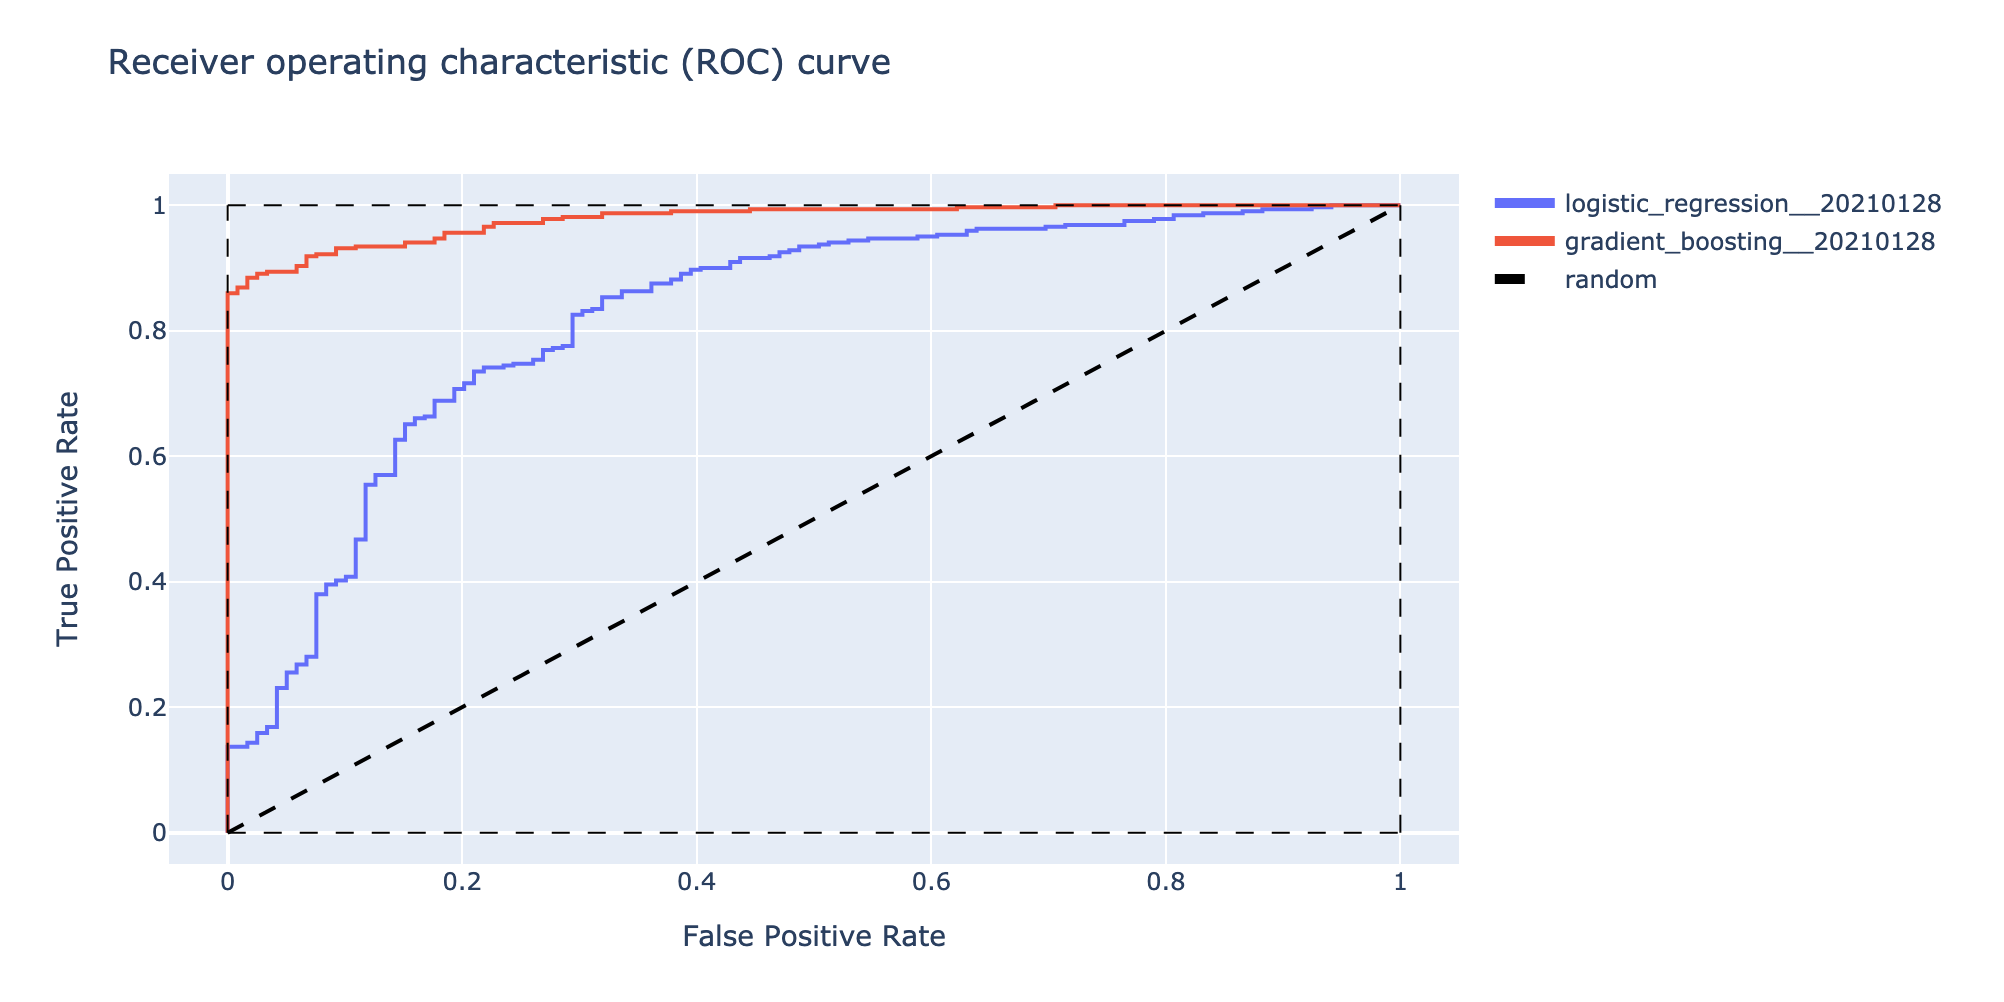 Receiver operating characteristic (ROC) curve
logistic_regression__20210128
gradient_boosting__20210128
random
True Positive Rate
1
0.8
0.6
0.4
0.2
0
0
0.2
0.4
0.6
0.8
1
False Positive Rate